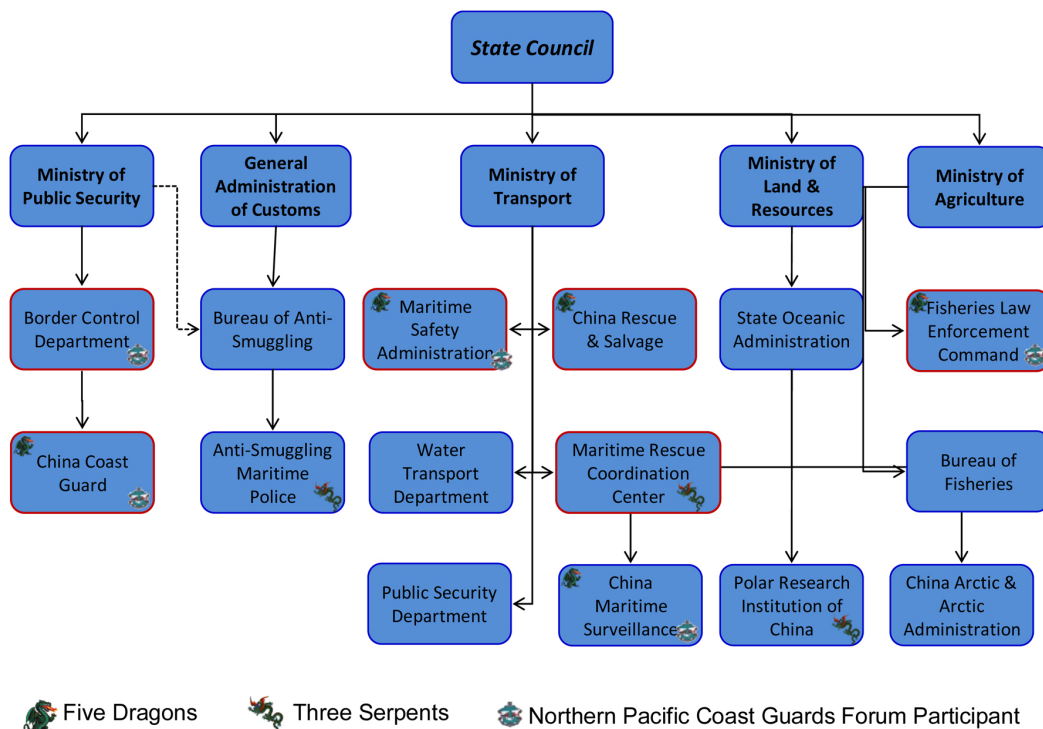 State Council
Ministry of
Public Security
General
Administration
of Customs
Ministry of
Transport
Ministry of
Land &
Resources
Ministry of
Agriculture
Border Control
Department
Bureau of Anti-
Smuggling
Maritime
Safety
Administration
China Rescue
& Salvage
State Oceanic
Administration
Fisheries Law
Enforcement
Command
China Coast
Guard
Anti-Smuggling
Maritime
Police
Water
Transport
Department
Maritime Rescue
Coordination
Center
Bureau of
Fisheries
Public Security
Department
China
Maritime
Surveillance
Polar Research
Institution of
China
China Arctic &
Arctic
Administration
Five Dragons
Three Serpents
Northern Pacific Coast Guards Forum Participant